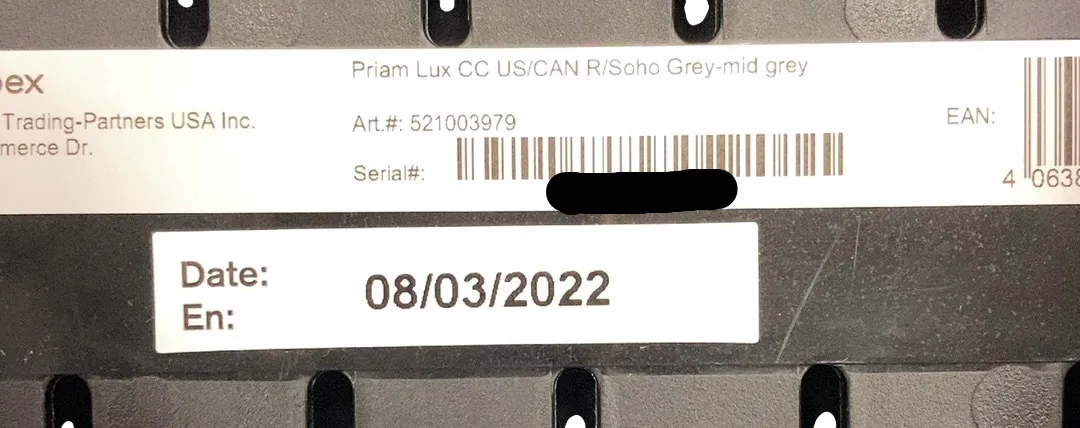 ex
Trading-Partners USA Inc.
merce Dr.
Priam Lux CC US/CAN R/Soho Grey-mid grey
Art.#: 521003979
Serial#:
EAN:
4 0638
Date:
En:
08/03/2022